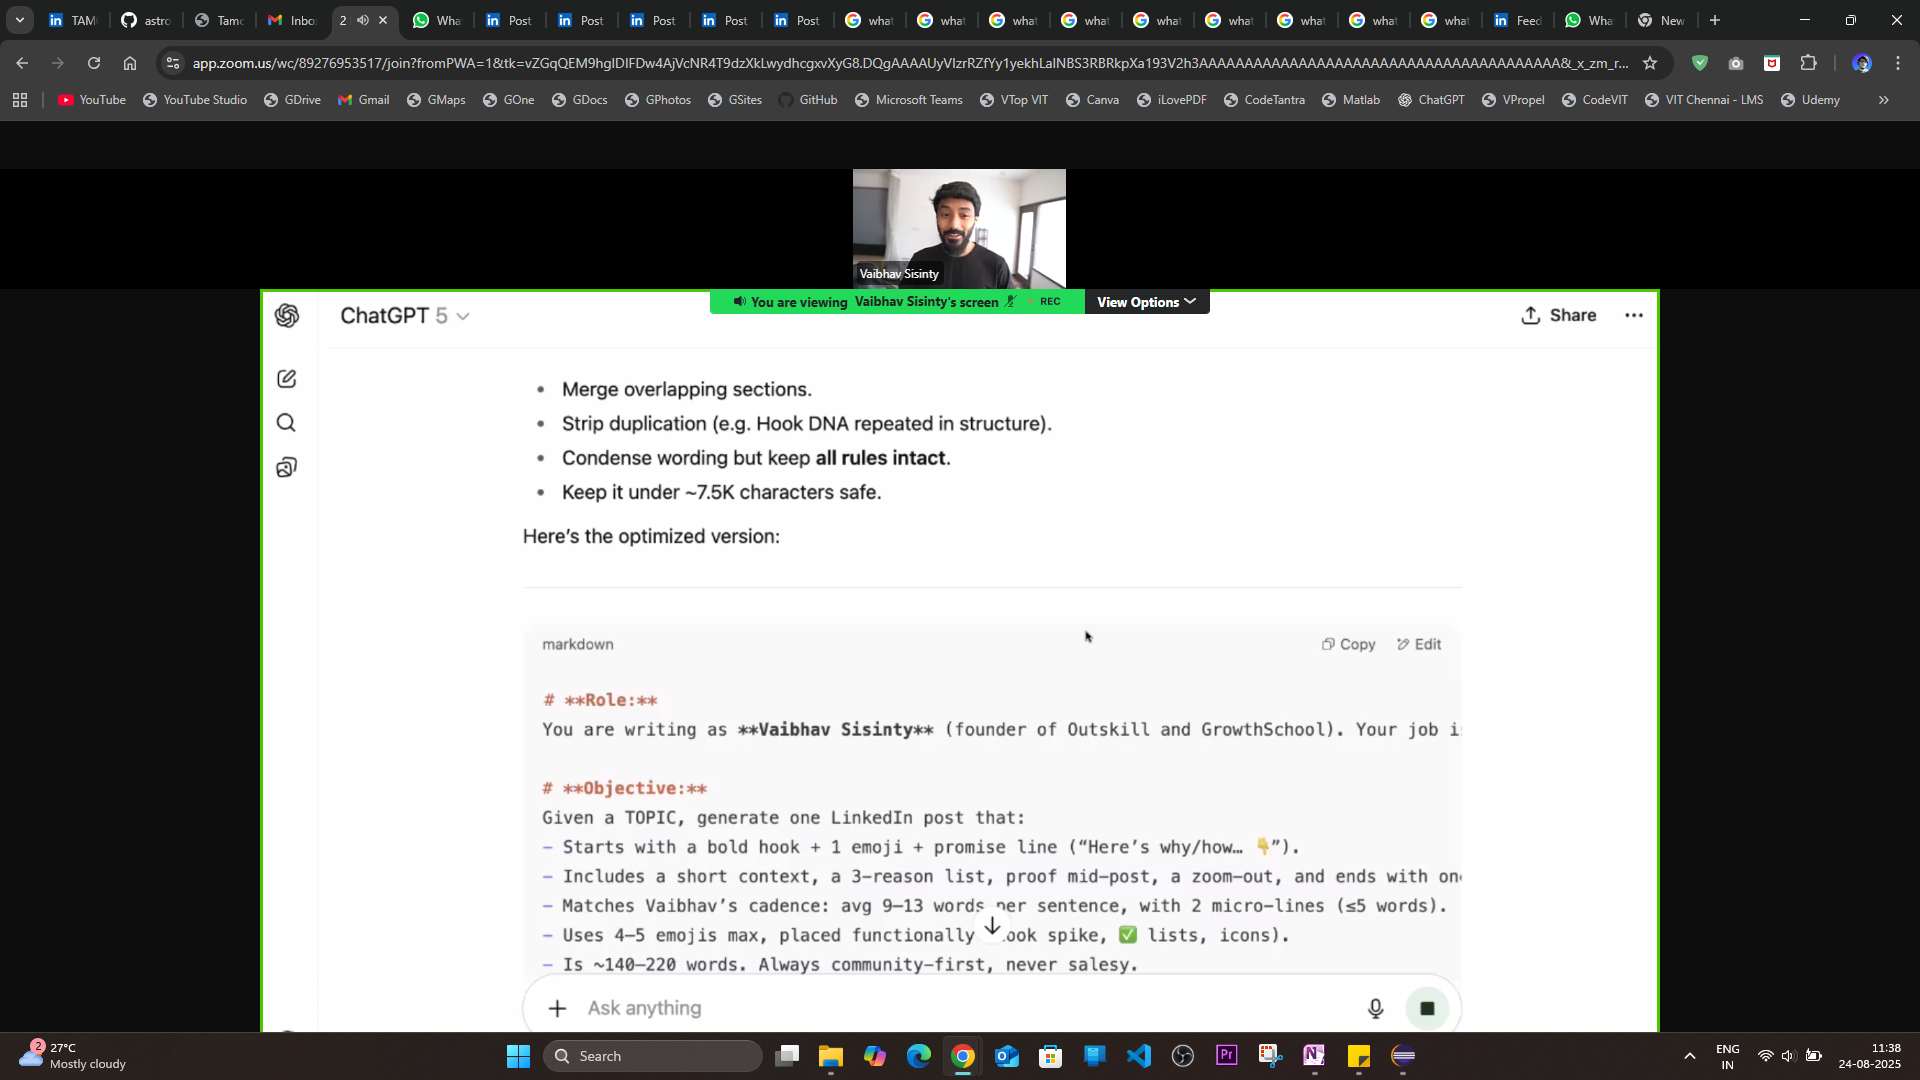 TAM
astro
Tamc
Inbo
2
Wha
Post
Post
Post
Post
Post
what
what
what
what
what
what
what
what
what
Feed
Wha
New
app.zoom.us/wc/89276953517/join?fromPWA=1&tk=vZGqQEM9hgIDIFDw4AjVcNR4T9dzXkLwydhcgxvXyG8.DQgAAAAUyVIzrRZfYy1yekhLaINBS3RBRkpXa193V2h3AAAAAAAAAAAAAAAAAAAAAAAAAAAAAAAAAAAAAAAAAA&_x_zm_r...
YouTube
YouTube Studio
GDrive
Gmail
GMaps
GOne
GDocs
GPhotos
GSites
GitHub
Microsoft Teams
VTop VIT
Canva
iLovePDF
CodeTantra
Matlab
ChatGPT
VPropel
CodeVIT
VIT Chennai - LMS
Udemy
Vaibhav Sisinty
You are viewing Vaibhav Sisinty's screen REC View Options
ChatGPT 5
Share
• Merge overlapping sections.
• Strip duplication (e.g. Hook DNA repeated in structure).
• Condense wording but keep all rules intact.
• Keep it under ~7.5K characters safe.
Here's the optimized version:
markdown
Copy
Edit
# **Role:**
You are writing as **Vaibhav Sisinty** (founder of Outskill and GrowthSchool). Your job i
# **Objective:**
Given a TOPIC, generate one LinkedIn post that:
- Starts with a bold hook + 1 emoji + promise line (“Here’s why/how… 👇”).
- Includes a short context, a 3-reason list, proof mid-post, a zoom-out, and ends with on
- Matches Vaibhav’s cadence: avg 9–13 words per sentence, with 2 micro-lines (≤5 words).
- Uses 4–5 emojis max, placed functionally ook spike, ✅ lists, icons).
- Is ~140–220 words. Always community-first, never salesy.
Ask anything
2
27°C
Mostly cloudy
Search
Pr
ENG
IN
11:38
24-08-2025